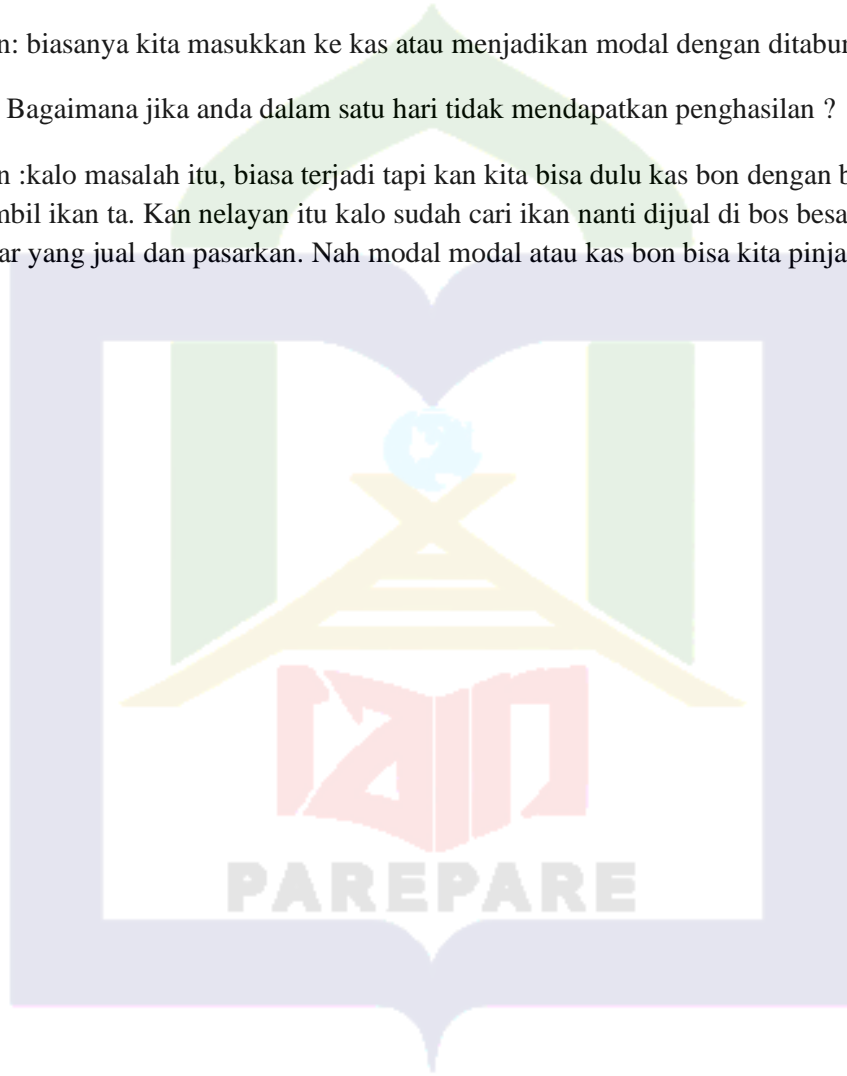 n: biasanya kita masukkan ke kas atau menjadikan modal dengan ditabun
Bagaimana jika anda dalam satu hari tidak mendapatkan penghasilan ?
n :kalo masalah itu, biasa terjadi tapi kan kita bisa dulu kas bon dengan b
mbil ikan ta. Kan nelayan itu kalo sudah cari ikan nanti dijual di bos besa
ar yang jual dan pasarkan. Nah modal modal atau kas bon bisa kita pinja
iain
PAREPARE